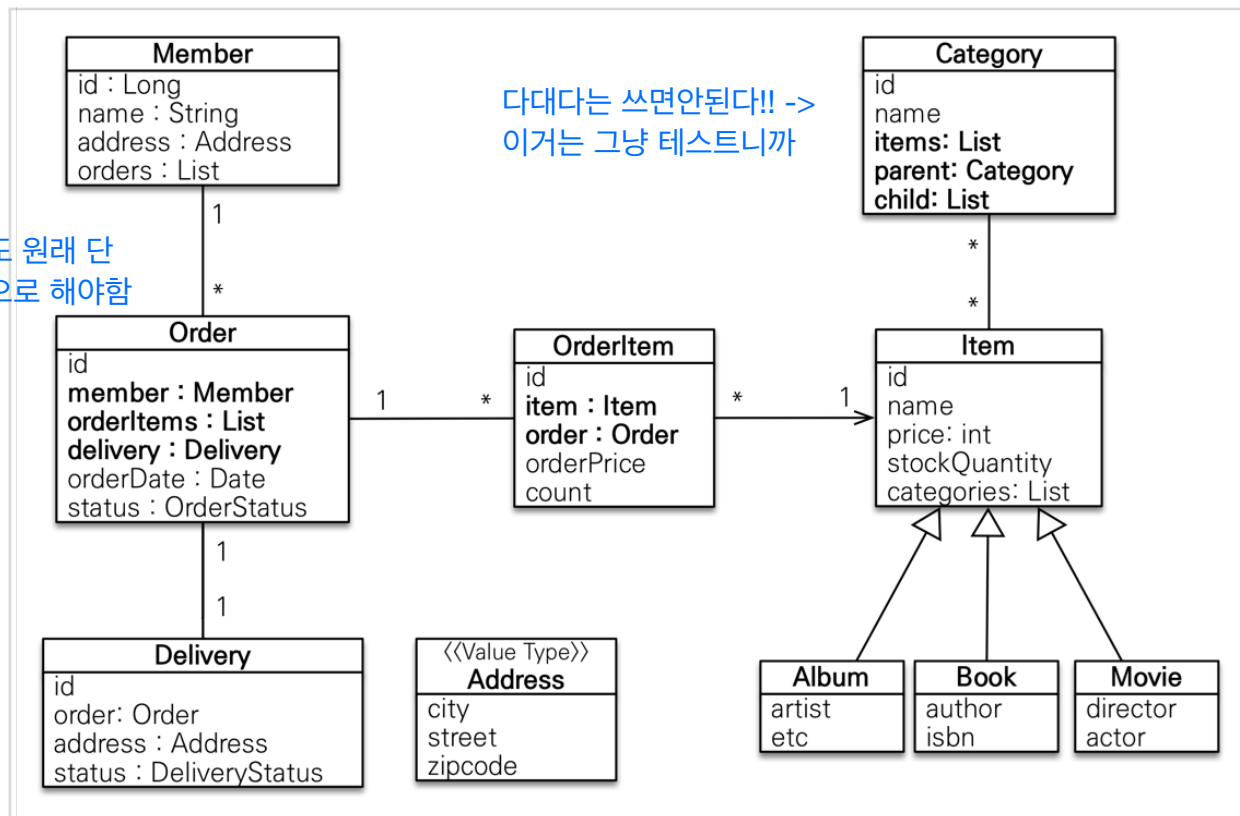 Member
id : Long
name : String
address : Address
orders : List
다대다는 쓰면안된다!! ->
이거는 그냥 테스트니까
Category
id
name
items: List
parent: Category
child: List
1
*
원래 단
로 해야함
*
*
Order
id
member : Member
orderItems : List
delivery : Delivery
orderDate : Date
status : OrderStatus
1
*
OrderItem
id
item : Item
order : Order
orderPrice
count
*
1
Item
id
name
price: int
stockQuantity
categories: List
1
1
Delivery
id
order: Order
address : Address
status : DeliveryStatus
<<Value Type>>
Address
city
street
zipcode
Album
artist
etc
Book
author
isbn
Movie
director
actor